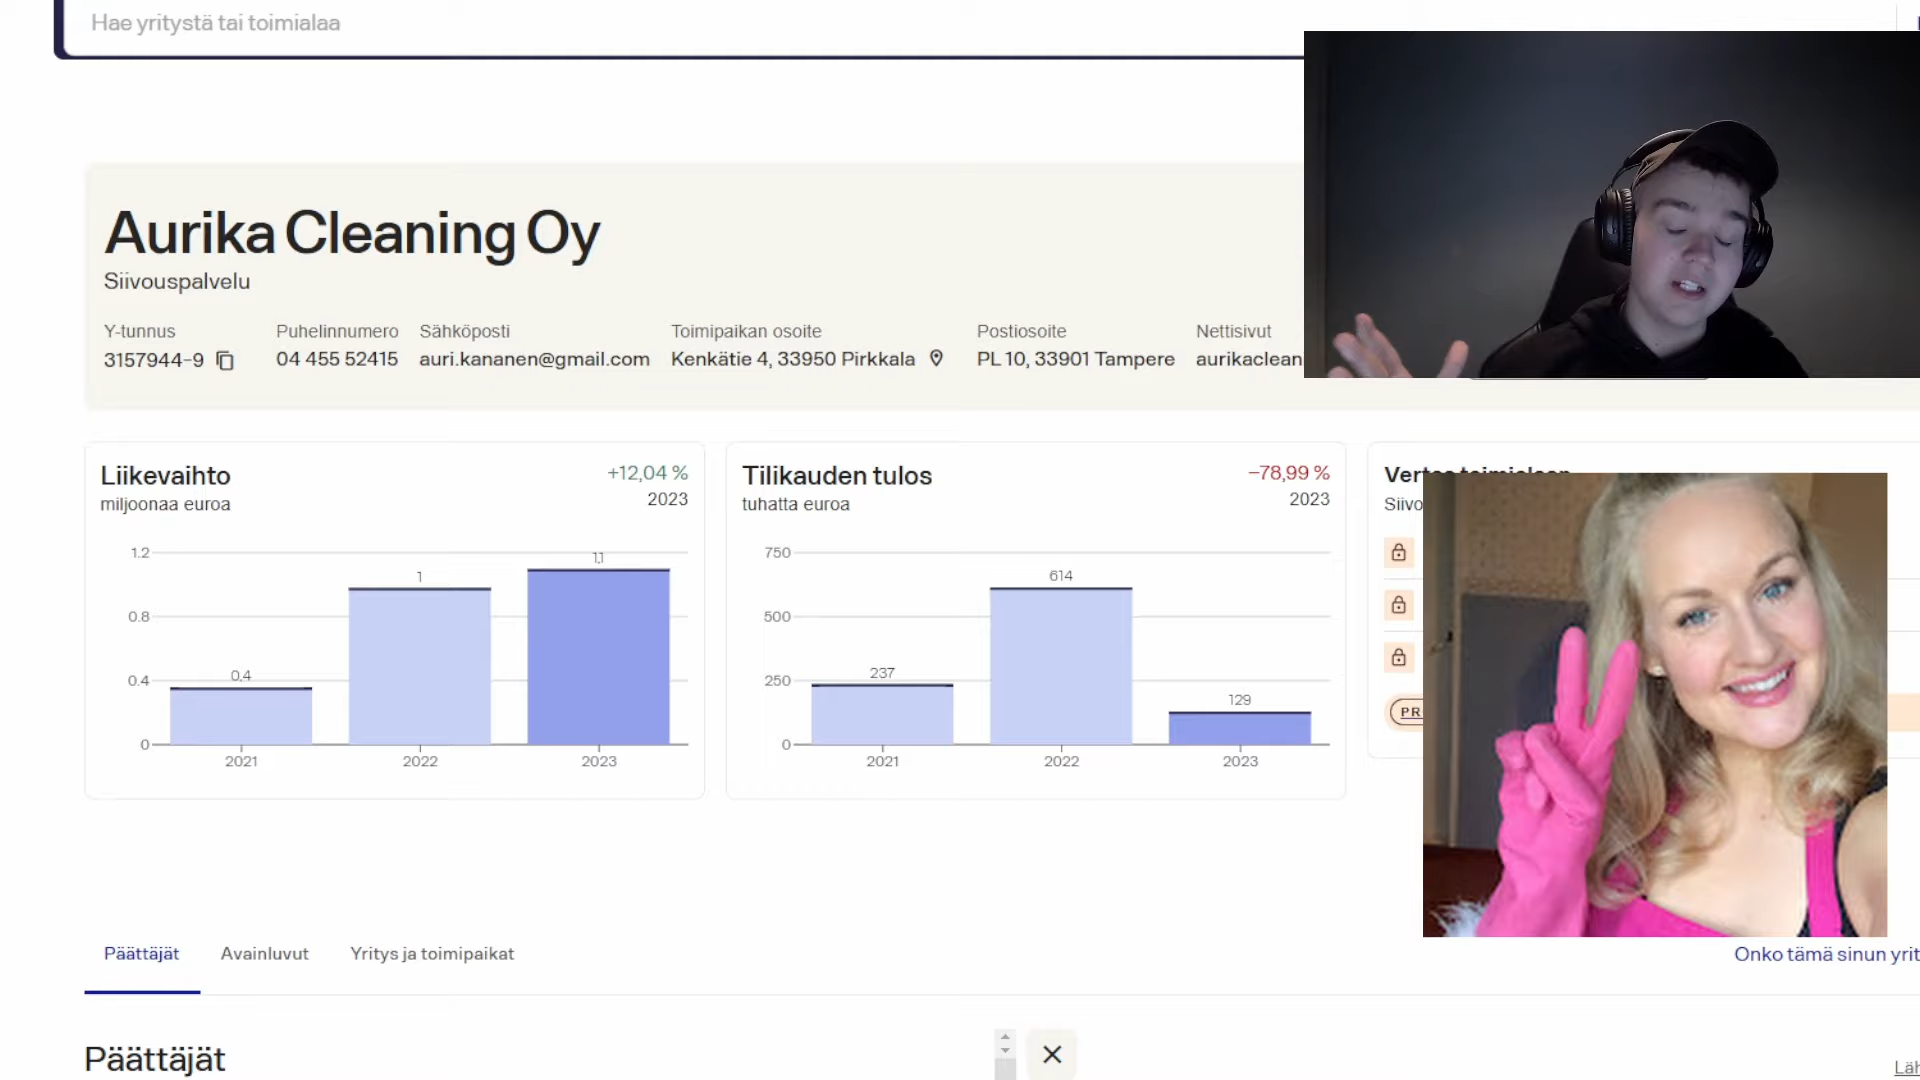 Hae yritystä tai toimialaa
Aurika Cleaning Oy
Siivouspalvelu
Y-tunnus
3157944-9
Puhelinnumero
04 455 52415
Sähköposti
auri.kananen@gmail.com
Toimipaikan osoite
Kenkätie 4, 33950 Pirkkala
Postiosoite
PL 10, 33901 Tampere
Nettisivut
aurikaclean
Liikevaihto
miljoonaa euroa
+12,04 %
2023
1.2
0.8
0.4
0
0.4
1
1.1
2021
2022
2023
Tilikauden tulos
tuhatta euroa
-78,99 %
2023
750
500
250
0
237
614
129
2021
2022
2023
Siivo
PR
Päättäjät
Avainluvut
Yritys ja toimipaikat
Onko tämä sinun yrit
Päättäjät
Läh